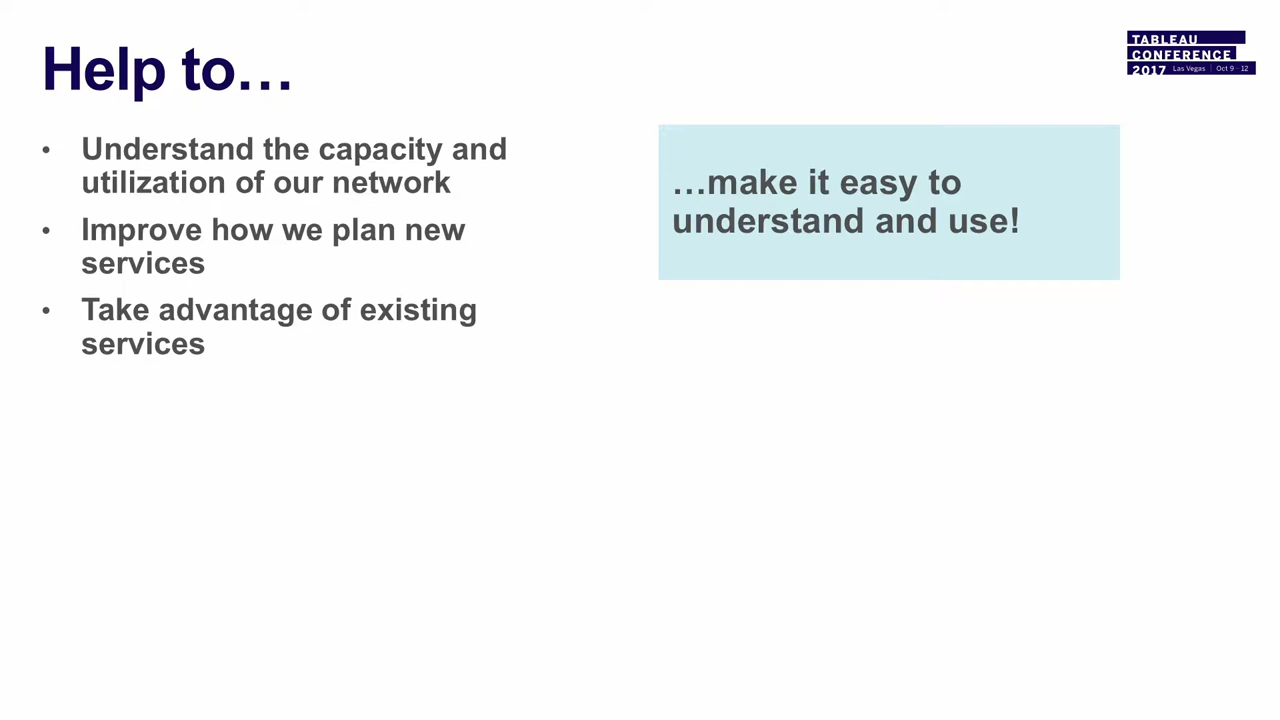 Help to…
TABLEAU
CONFERENCE
2017 Las Vegas | Oct 9 - 12
• Understand the capacity and
utilization of our network
• Improve how we plan new
services
• Take advantage of existing
services
…make it easy to
understand and use!